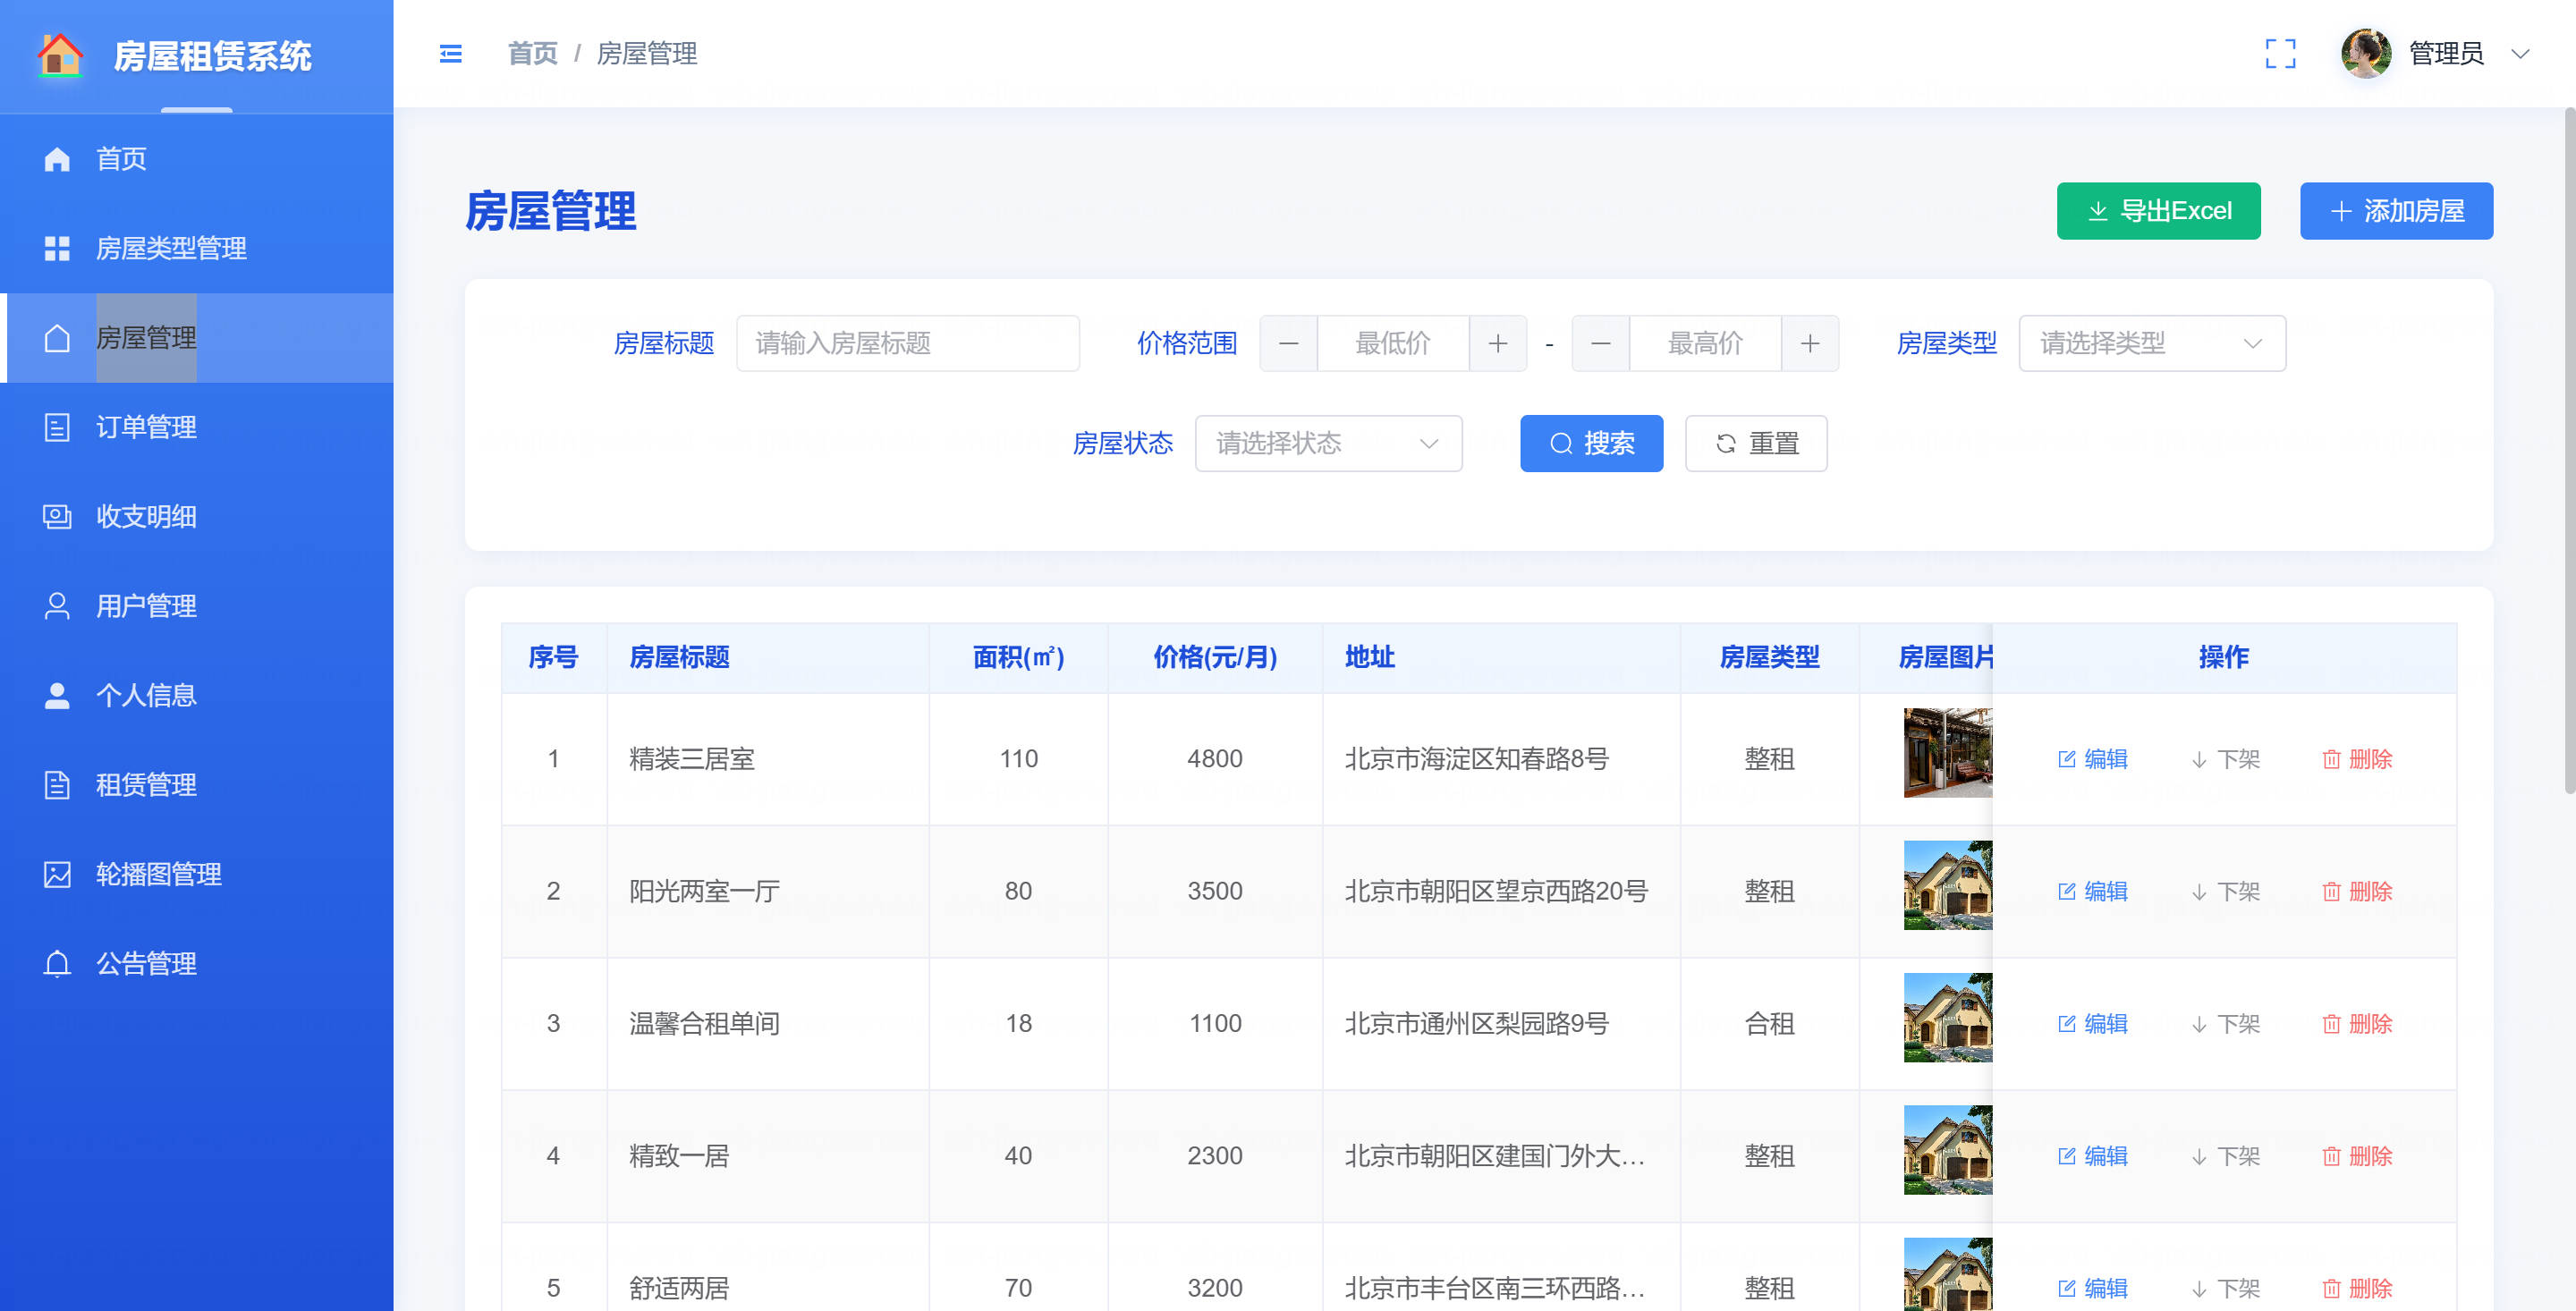 房屋租赁系统
首页 / 房屋管理
管理员
首页
房屋类型管理
房屋管理
订单管理
收支明细
用户管理
个人信息
租赁管理
轮播图管理
公告管理
房屋管理
导出Excel
添加房屋
房屋标题 请输入房屋标题 价格范围 最低价 - 最高价 房屋类型 请选择类型
房屋状态 请选择状态 搜索 重置
序号 房屋标题 面积(㎡) 价格(元/月) 地址 房屋类型 房屋图片 操作
1 精装三居室 110 4800 北京市海淀区知春路8号 整租 编辑 下架 删除
2 阳光两室一厅 80 3500 北京市朝阳区望京西路20号 整租 编辑 下架 删除
3 温馨合租单间 18 1100 北京市通州区梨园路9号 合租 编辑 下架 删除
4 精致一居 40 2300 北京市朝阳区建国门外大… 整租 编辑 下架 删除
5 舒适两居 70 3200 北京市丰台区南三环西路… 整租 编辑 下架 删除